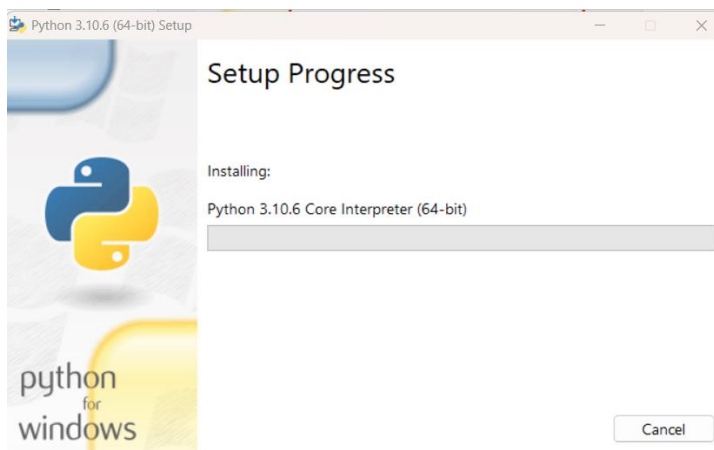 Python 3.10.6 (64-bit) Setup
Setup Progress
Installing:
Python 3.10.6 Core Interpreter (64-bit)
python
for
windows
Cancel